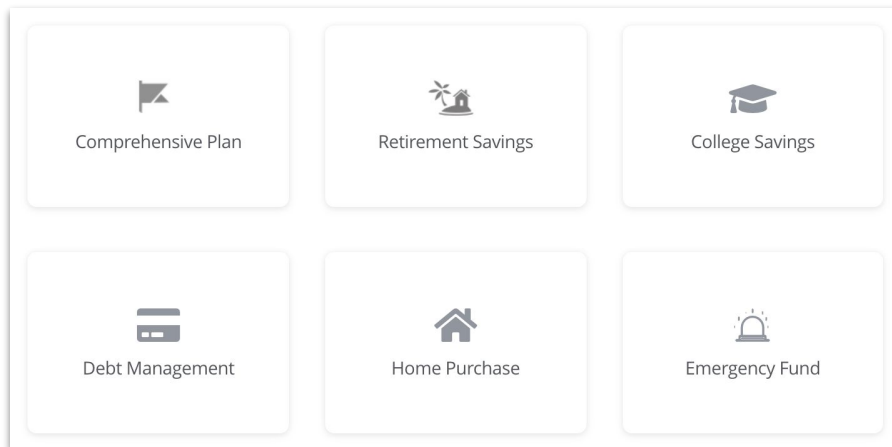 Comprehensive Plan
Retirement Savings
College Savings
Debt Management
Home Purchase
Emergency Fund